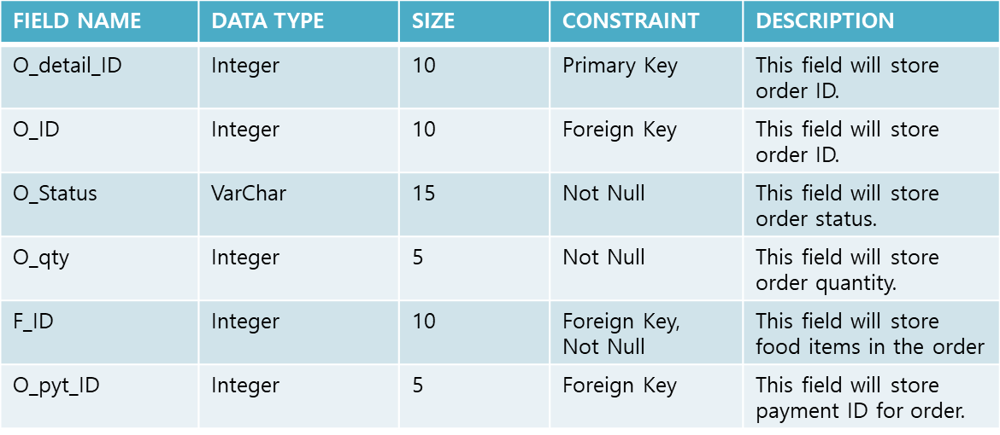 FIELD NAME DATA TYPE SIZE CONSTRAINT DESCRIPTION
O_detail_ID Integer 10 Primary Key This field will store
order ID.
O_ID Integer 10 Foreign Key This field will store
order ID.
O_Status VarChar 15 Not Null This field will store
order status.
O_qty Integer 5 Not Null This field will store
order quantity.
F_ID Integer 10 Foreign Key, This field will store
Not Null food items in the order
O_pyt_ID Integer 5 Foreign Key This field will store
payment ID for order.